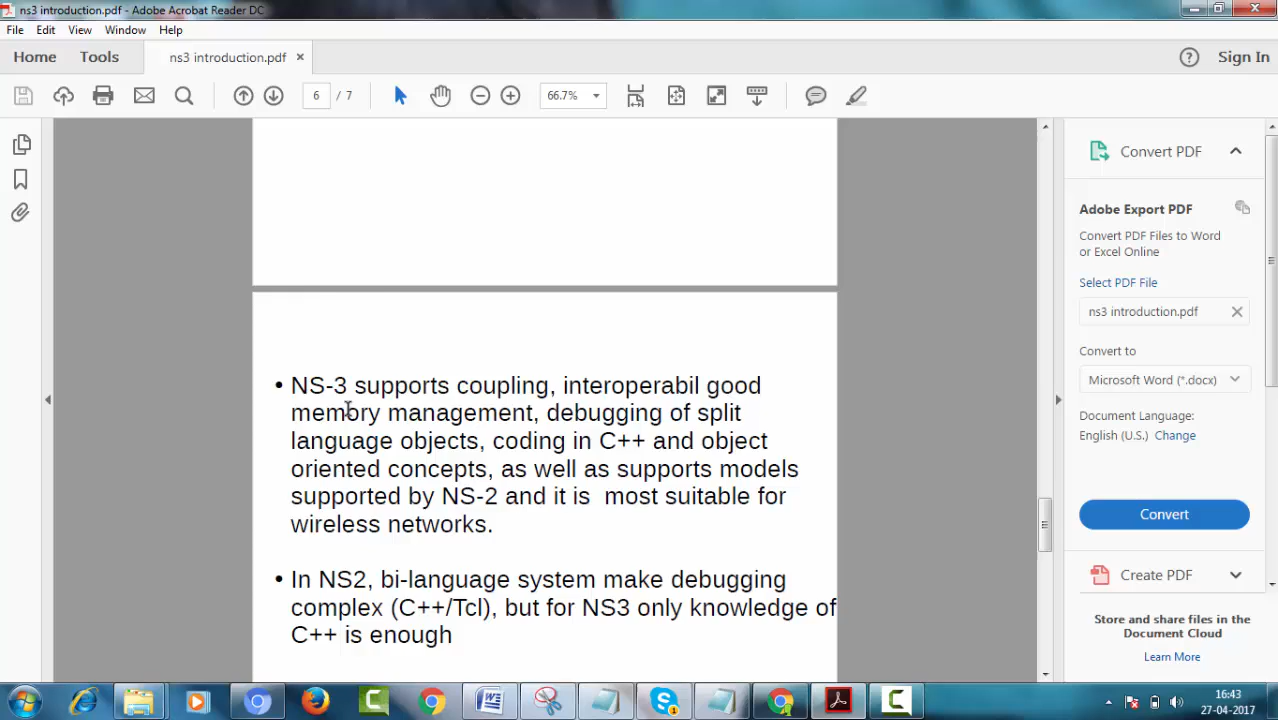 ns3 introduction.pdf - Adobe Acrobat Reader DC
File Edit View Window Help
Home Tools ns3 introduction.pdf × ? Sign In
6 / 7 66.7%
Convert PDF
Adobe Export PDF
Convert PDF Files to Word
or Excel Online
Select PDF File
ns3 introduction.pdf
Convert to
Microsoft Word (*.docx)
Document Language:
English (U.S.) Change
Convert
Create PDF
Store and share files in the
Document Cloud
Learn More
• NS-3 supports coupling, interoperabil good
memory management, debugging of split
language objects, coding in C++ and object
oriented concepts, as well as supports models
supported by NS-2 and it is  most suitable for
wireless networks.
• In NS2, bi-language system make debugging
complex (C++/Tcl), but for NS3 only knowledge of
C++ is enough
16:43
27-04-2017